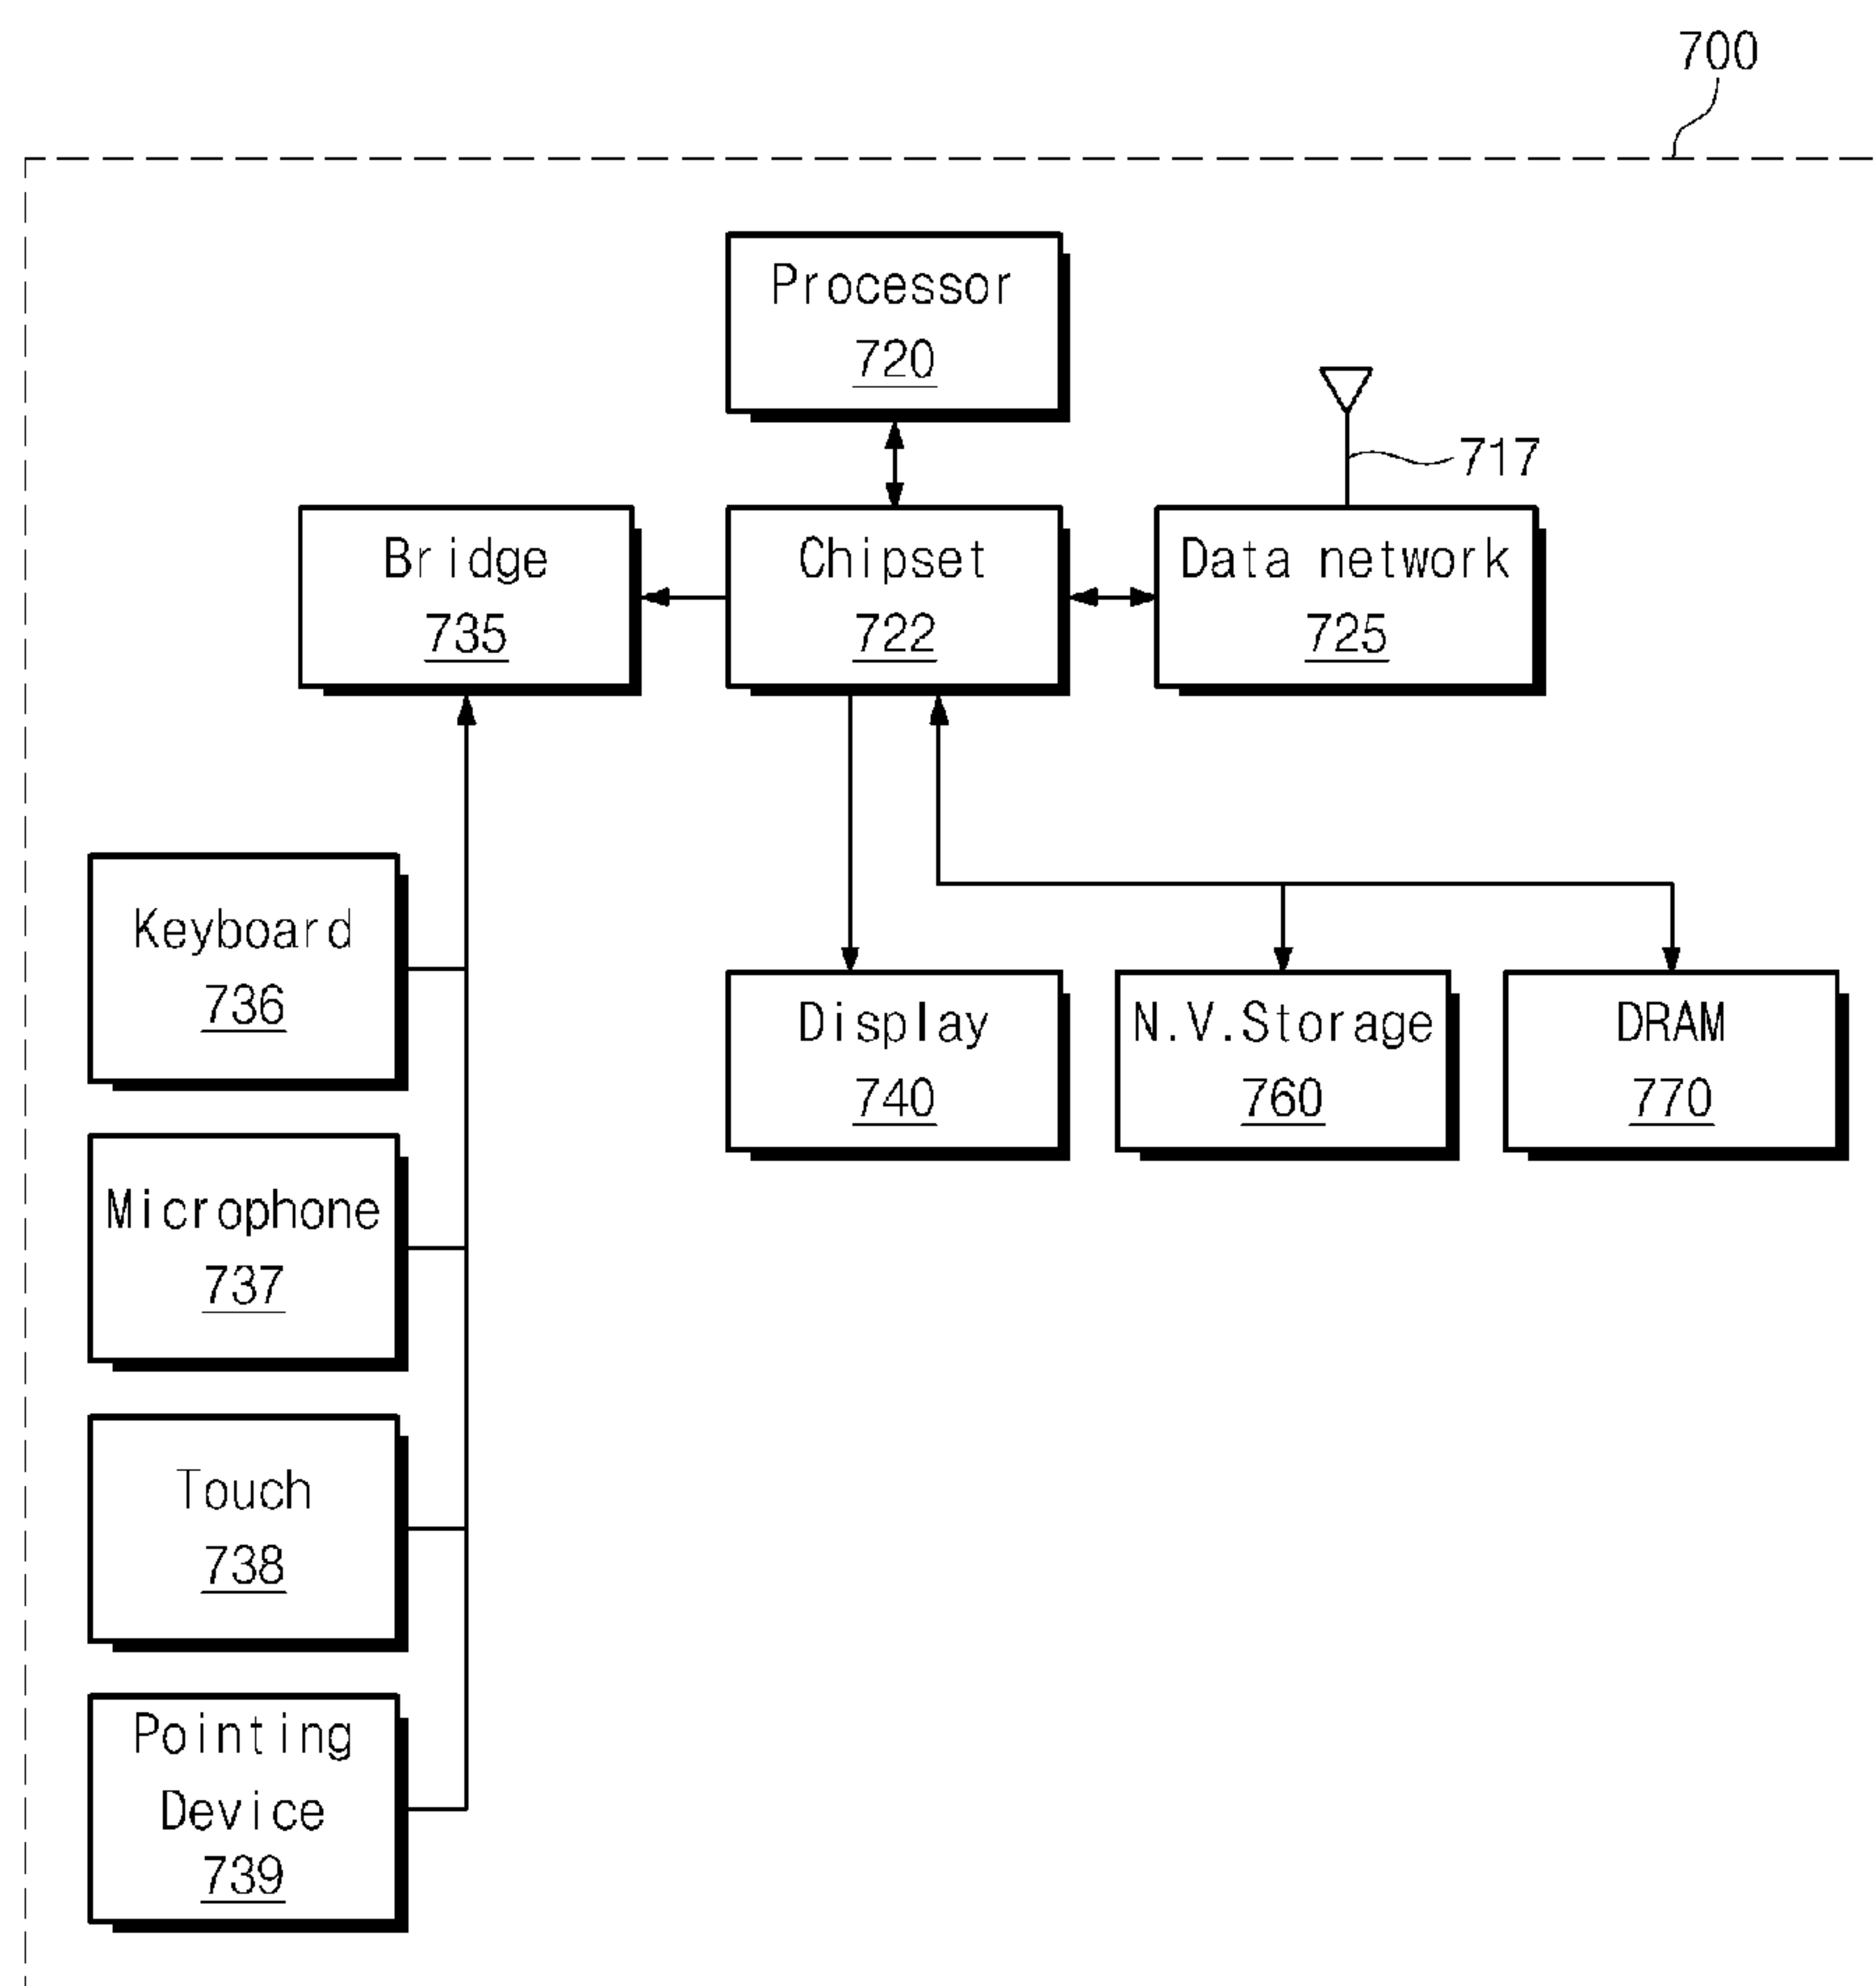 700
Processor
720
717
Bridge
735
Chipset
722
Data network
725
Keyboard
736
Display
740
N.V.Storage
760
DRAM
770
Microphone
737
Touch
738
Pointing
Device
739